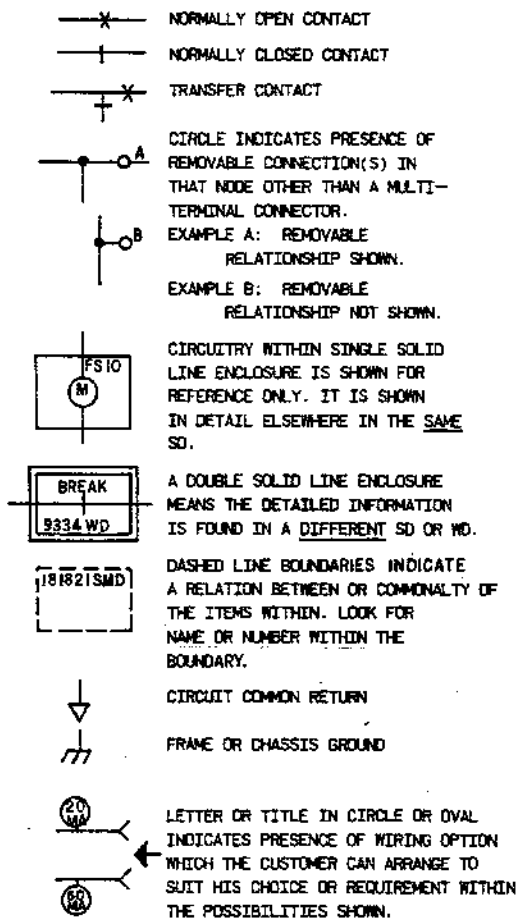 NORMALLY OPEN CONTACT
NORMALLY CLOSED CONTACT
TRANSFER CONTACT
A
CIRCLE INDICATES PRESENCE OF
REMOVABLE CONNECTION(S) IN
THAT NODE OTHER THAN A MULTI-
TERMINAL CONNECTOR.
B
EXAMPLE A: REMOVABLE
RELATIONSHIP SHOWN.
EXAMPLE B: REMOVABLE
RELATIONSHIP NOT SHOWN.
FS10
M
CIRCUITRY WITHIN SINGLE SOLID
LINE ENCLOSURE IS SHOWN FOR
REFERENCE ONLY. IT IS SHOWN
IN DETAIL ELSEWHERE IN THE SAME
SD.
BREAK
9334 WD
A DOUBLE SOLID LINE ENCLOSURE
MEANS THE DETAILED INFORMATION
IS FOUND IN A DIFFERENT SD OR WD.
181821SMD
DASHED LINE BOUNDARIES INDICATE
A RELATION BETWEEN OR COMMONALTY OF
THE ITEMS WITHIN. LOOK FOR
NAME OR NUMBER WITHIN THE
BOUNDARY.
CIRCUIT COMMON RETURN
FRAME OR CHASSIS GROUND
20
MA
60
MA
LETTER OR TITLE IN CIRCLE OR OVAL
INDICATES PRESENCE OF WIRING OPTION
WHICH THE CUSTOMER CAN ARRANGE TO
SUIT HIS CHOICE OR REQUIREMENT WITHIN
THE POSSIBILITIES SHOWN.